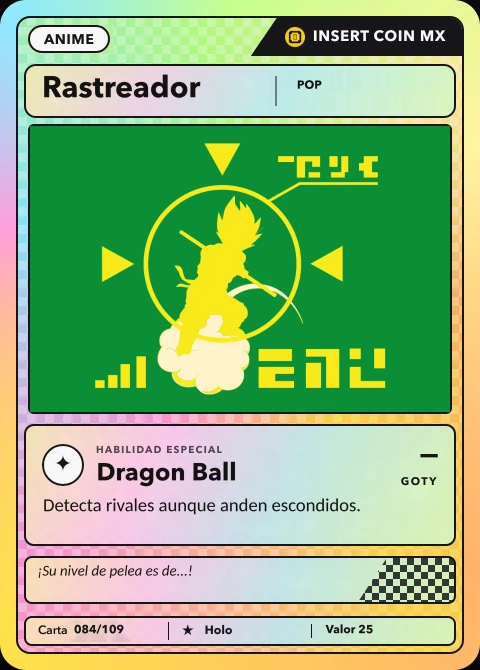 ANIME
INSERT COIN MX
Rastreador
POP
HABILIDAD ESPECIAL
Dragon Ball
–
GOTY
Detecta rivales aunque anden escondidos.
¡Su nivel de pelea es de...!
Carta 084/109
★ Holo
Valor 25